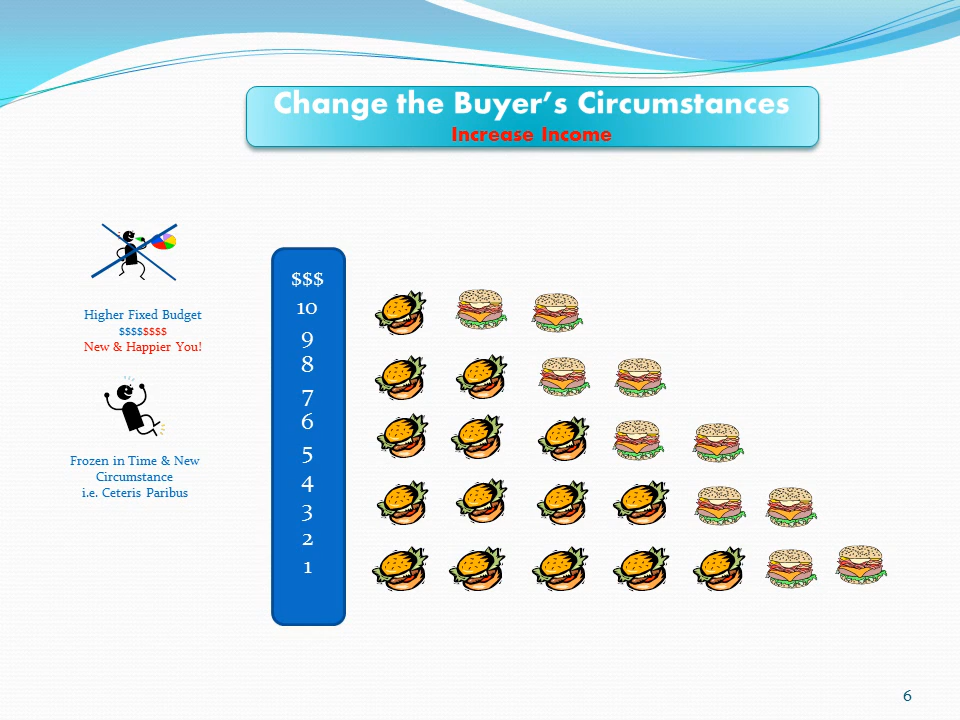 Change the Buyer’s Circumstances
Increase Income
Higher Fixed Budget
$$$$$$$$
New & Happier You!
Frozen in Time & New
Circumstance
i.e. Ceteris Paribus
$$$
10
9
8
7
6
5
4
3
2
1
6